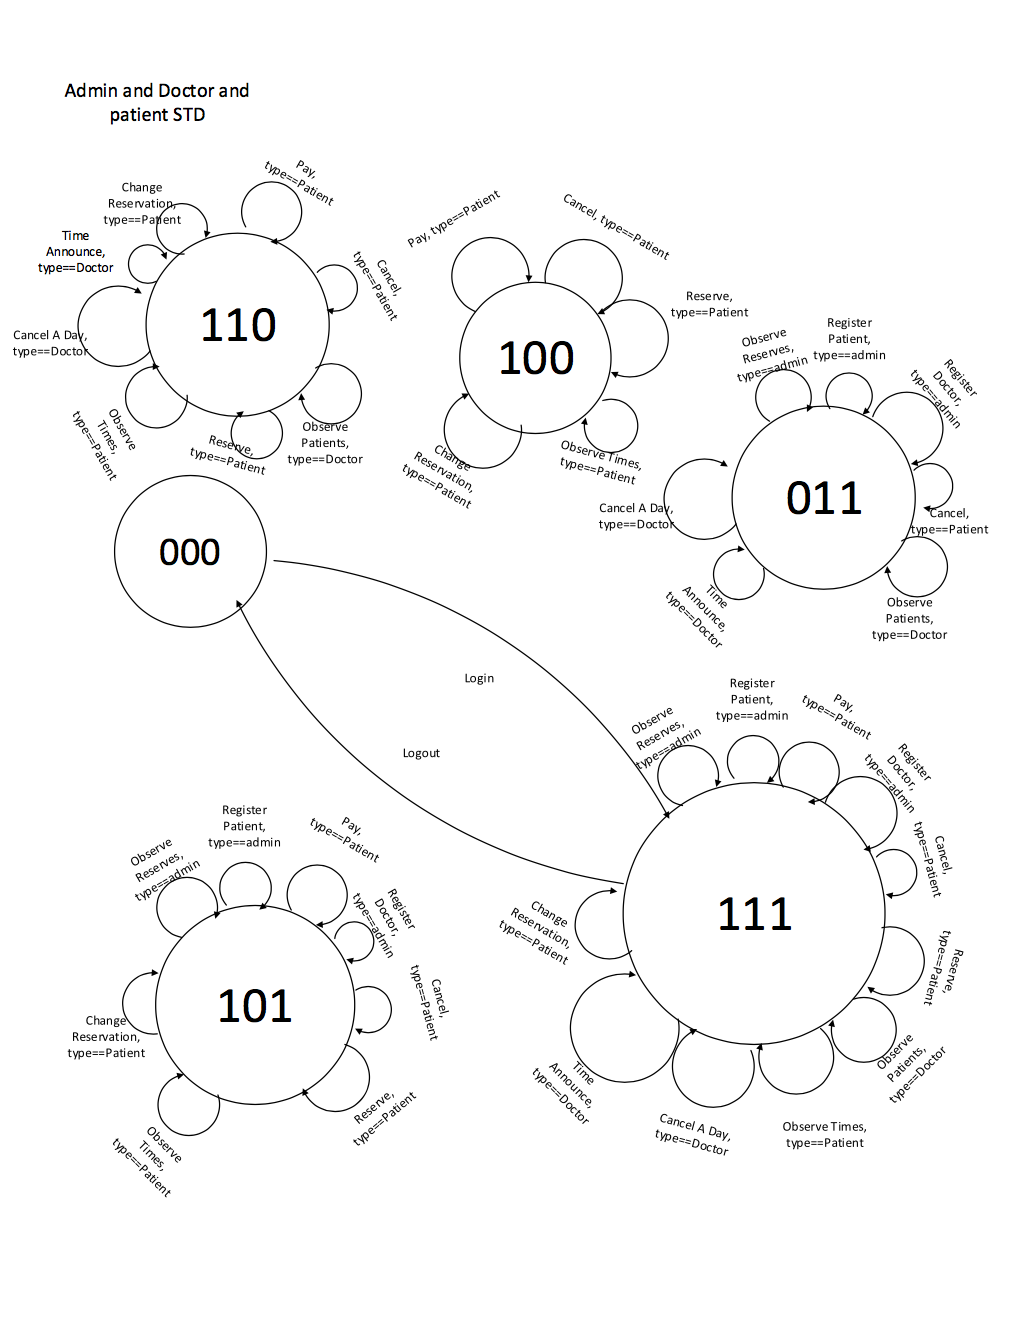 Admin and Doctor and
patient STD
Pay,
type==Patient
Change
Reservation,
type==Patient
Time
Announce,
type==Doctor
Cancel,
type==Patient
110
Cancel A Day,
type==Doctor
Observe
Times,
type==Patient
Reserve,
type==Patient
Observe
Patients,
type==Doctor
Pay, type==Patient
Cancel, type==Patient
Reserve,
type==Patient
100
Change
Reservation,
type==Patient
Observe Times,
type==Patient
Observe
Reserves,
type==admin
Register
Patient,
type==admin
Register
Doctor,
type==admin
011
Cancel A Day,
type==Doctor
Cancel,
type==Patient
Time
Announce,
type==Doctor
Observe
Patients,
type==Doctor
000
Login
Logout
Observe
Reserves,
type==admin
Register
Patient,
type==admin
Pay,
type==Patient
Register
Doctor,
type==admin
Cancel,
type==Patient
111
Change
Reservation,
type==Patient
Reserve,
type==Patient
Time
Announce,
type==Doctor
Observe
Patients,
type==Doctor
Cancel A Day,
type==Doctor
Observe Times,
type==Patient
Observe
Reserves,
type==admin
Register
Patient,
type==admin
Pay,
type==Patient
Register
Doctor,
type==admin
Cancel,
type==Patient
101
Change
Reservation,
type==Patient
Observe
Times,
type==Patient
Reserve,
type==Patient